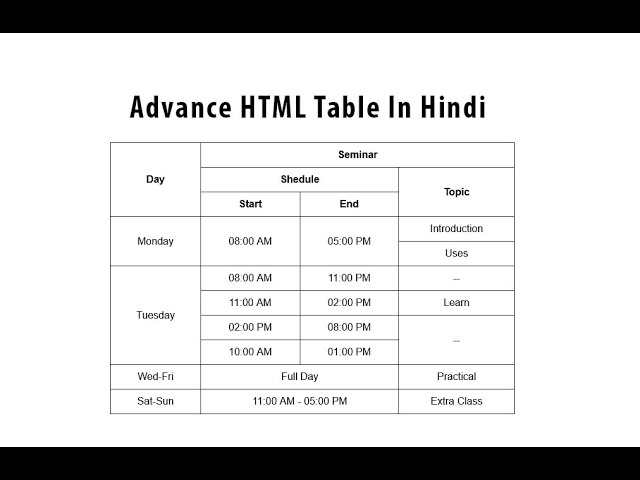 Advance HTML Table In Hindi
Day Seminar
Shedule Topic
Start End
Monday 08:00 AM 05:00 PM Introduction
Uses
Tuesday 08:00 AM 11:00 PM --
11:00 AM 02:00 PM Learn
02:00 PM 08:00 PM --
10:00 AM 01:00 PM
Wed-Fri Full Day Practical
Sat-Sun 11:00 AM - 05:00 PM Extra Class